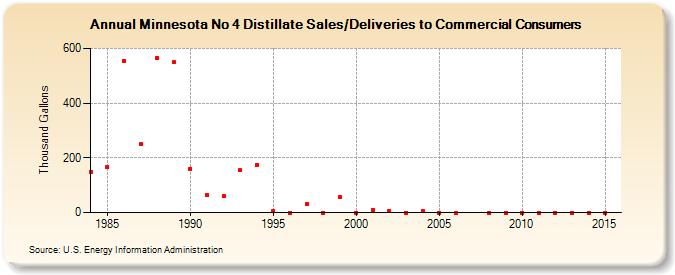 Annual Minnesota No 4 Distillate Sales/Deliveries to Commercial Consumers
Thousand Gallons
600
400
200
0
1985 1990 1995 2000 2005 2010 2015
Source: U.S. Energy Information Administration